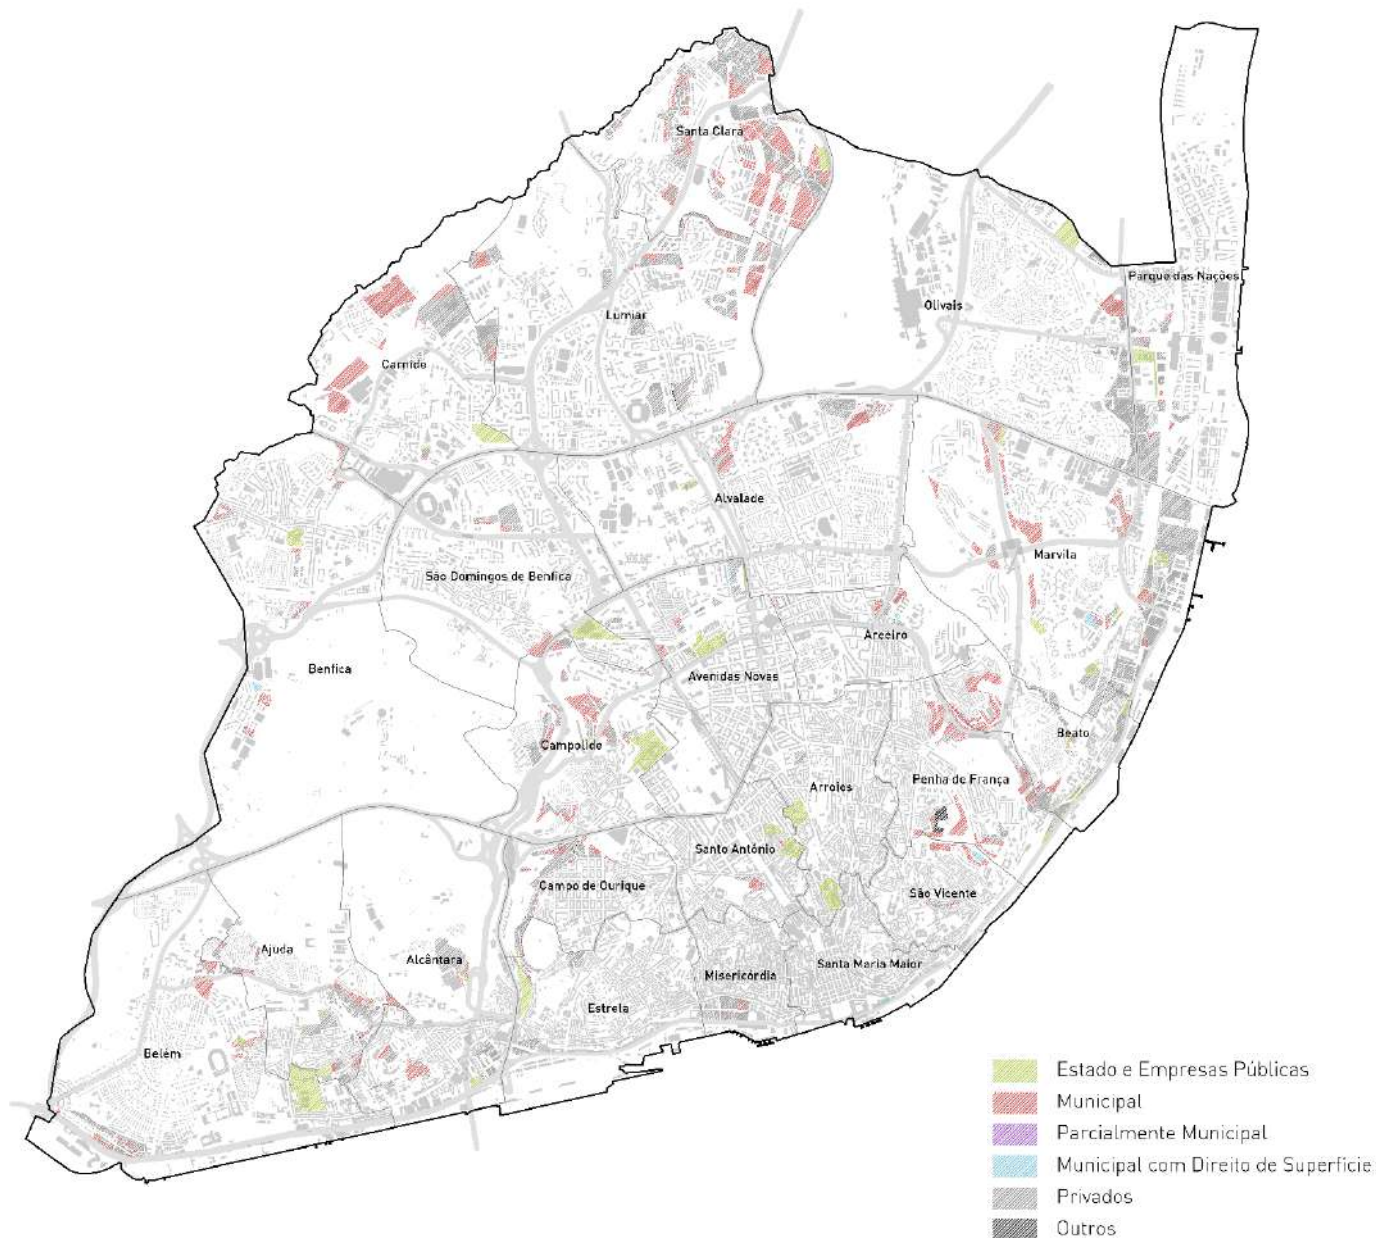 Santa Clara
Parque das Nações
Olivais
Lumiar
Carnide
Alvalade
Marvila
São Domingos de Benfica
Areeiro
Benfica
Avenidas Novas
Beato
Campolide
Penha de França
Arroios
Santo António
Campo de Ourique
São Vicente
Ajuda
Alcântara
Santa Maria Maior
Misericórdia
Estrela
Belém
Estado e Empresas Públicas
Municipal
Parcialmente Municipal
Municipal com Direito de Superfície
Privados
Outros